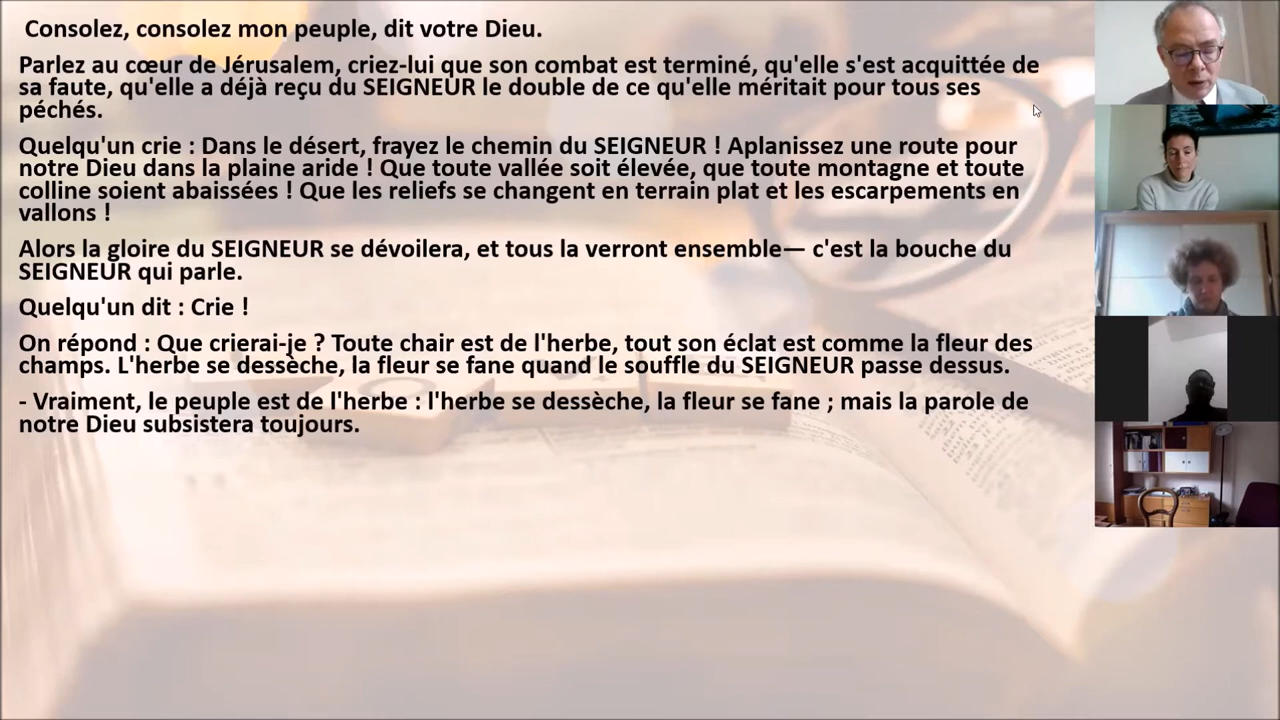 Consolez, consolez mon peuple, dit votre Dieu.
Parlez au cœur de Jérusalem, criez-lui que son combat est terminé, qu'elle s'est acquittée de
sa faute, qu'elle a déjà reçu du SEIGNEUR le double de ce qu'elle méritait pour tous ses
péchés.
Quelqu'un crie : Dans le désert, frayez le chemin du SEIGNEUR ! Aplanissez une route pour
notre Dieu dans la plaine aride ! Que toute vallée soit élevée, que toute montagne et toute
colline soient abaissées ! Que les reliefs se changent en terrain plat et les escarpements en
vallons !
Alors la gloire du SEIGNEUR se dévoilera, et tous la verront ensemble— c'est la bouche du
SEIGNEUR qui parle.
Quelqu'un dit : Crie !
On répond : Que crierai-je ? Toute chair est de l'herbe, tout son éclat est comme la fleur des
champs. L'herbe se dessèche, la fleur se fane quand le souffle du SEIGNEUR passe dessus.
- Vraiment, le peuple est de l'herbe : l'herbe se dessèche, la fleur se fane ; mais la parole de
notre Dieu subsistera toujours.